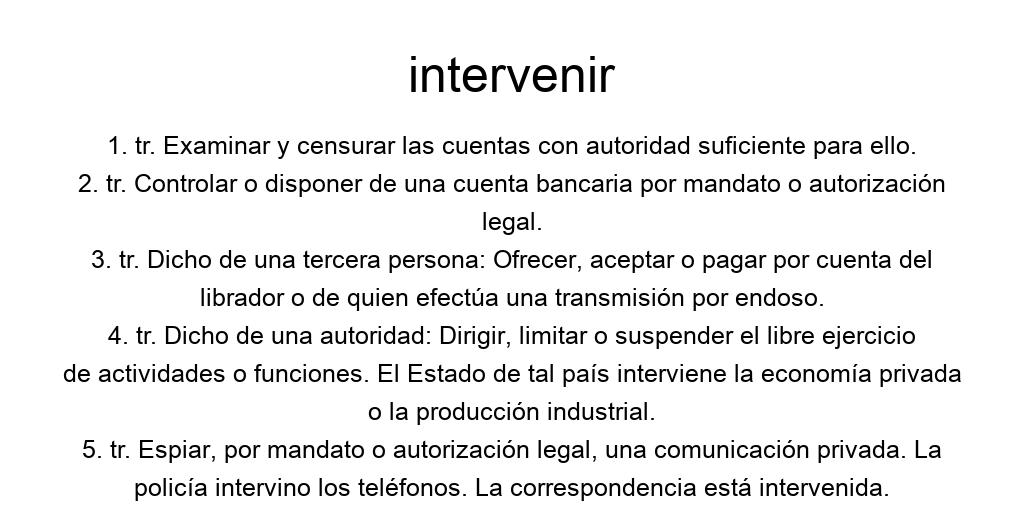 intervenir
1. tr. Examinar y censurar las cuentas con autoridad suficiente para ello.
2. tr. Controlar o disponer de una cuenta bancaria por mandato o autorización
legal.
3. tr. Dicho de una tercera persona: Ofrecer, aceptar o pagar por cuenta del
librador o de quien efectúa una transmisión por endoso.
4. tr. Dicho de una autoridad: Dirigir, limitar o suspender el libre ejercicio
de actividades o funciones. El Estado de tal país interviene la economía privada
o la producción industrial.
5. tr. Espiar, por mandato o autorización legal, una comunicación privada. La
policía intervino los teléfonos. La correspondencia está intervenida.